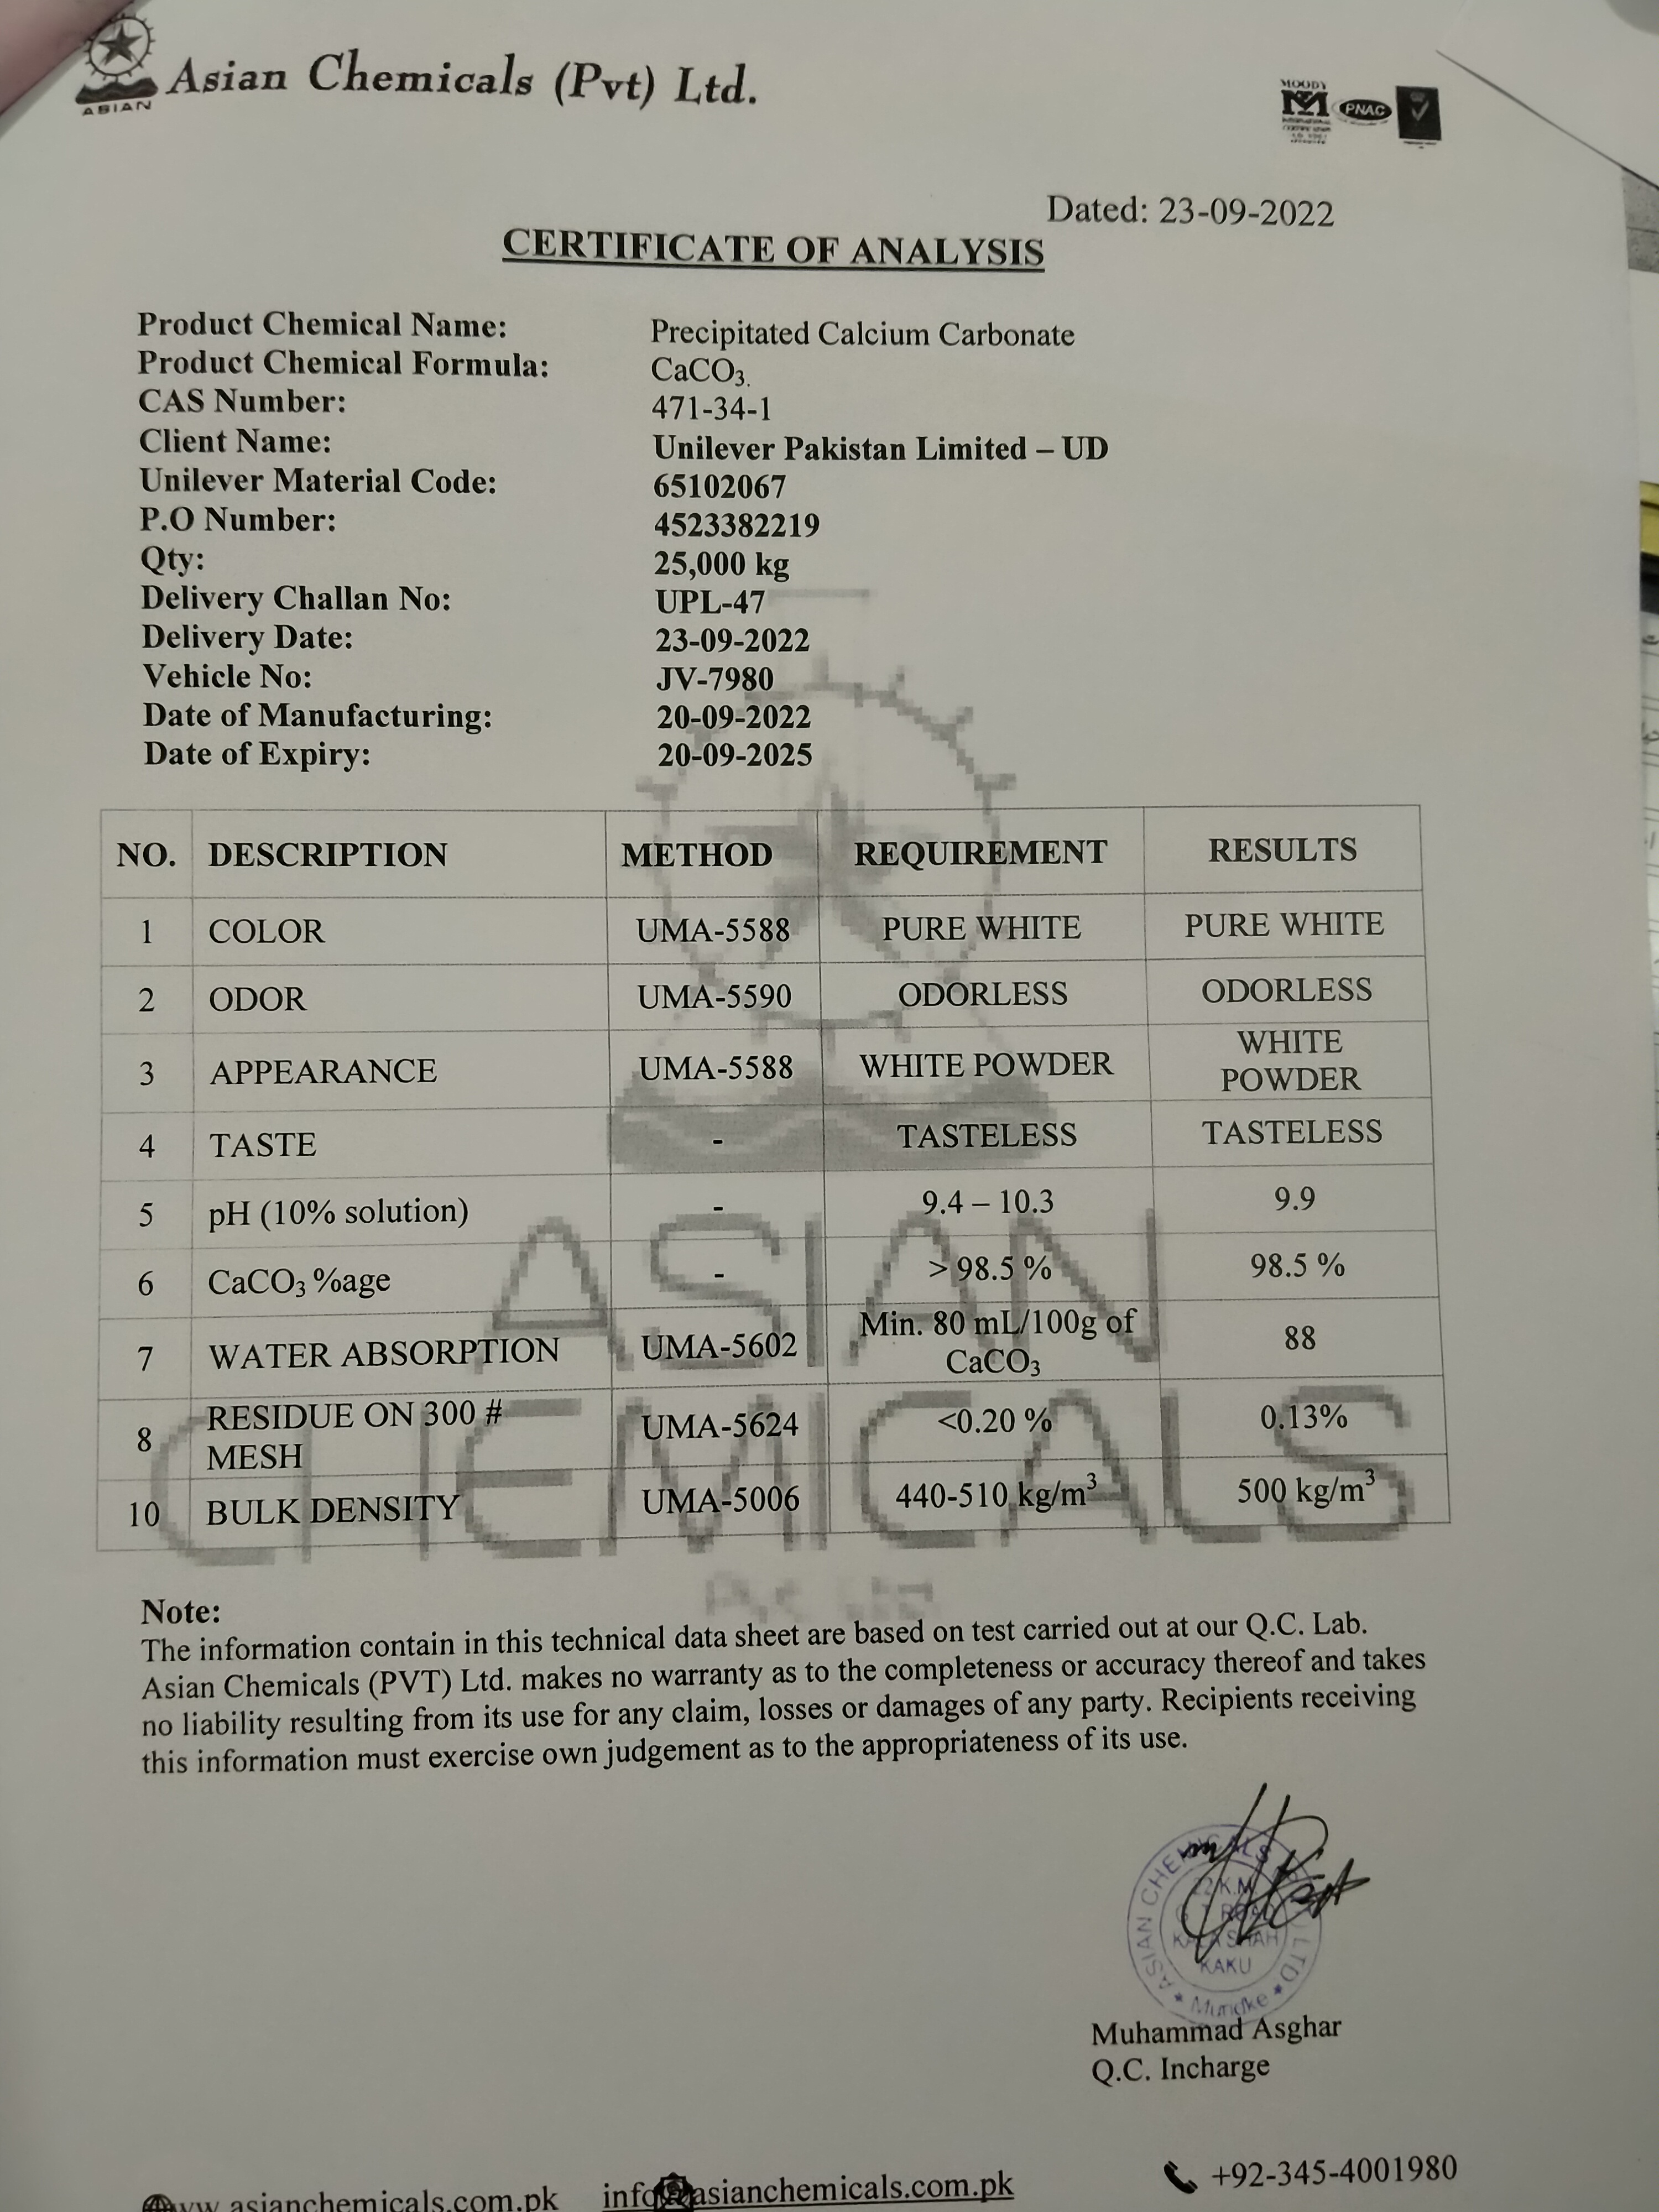 Asian Chemicals (Pvt) Ltd.
ASIAN
MOODY
PNAC
INTERNATIONAL
Dated: 23-09-2022
CERTIFICATE OF ANALYSIS
Product Chemical Name: Precipitated Calcium Carbonate
Product Chemical Formula: CaCO3.
CAS Number: 471-34-1
Client Name: Unilever Pakistan Limited – UD
Unilever Material Code: 65102067
P.O Number: 4523382219
Qty: 25,000 kg
Delivery Challan No: UPL-47
Delivery Date: 23-09-2022
Vehicle No: JV-7980
Date of Manufacturing: 20-09-2022
Date of Expiry: 20-09-2025
NO. DESCRIPTION METHOD REQUIREMENT RESULTS
1 COLOR UMA-5588 PURE WHITE PURE WHITE
2 ODOR UMA-5590 ODORLESS ODORLESS
3 APPEARANCE UMA-5588 WHITE POWDER WHITE POWDER
4 TASTE - TASTELESS TASTELESS
5 pH (10% solution) - 9.4 – 10.3 9.9
6 CaCO3 %age - > 98.5 % 98.5 %
7 WATER ABSORPTION UMA-5602 Min. 80 mL/100g of CaCO3 88
8 RESIDUE ON 300 # MESH UMA-5624 <0.20 % 0.13%
10 BULK DENSITY UMA-5006 440-510 kg/m³ 500 kg/m³
ASIAN
CHEMICALS
Pvt Ltd
Note:
The information contain in this technical data sheet are based on test carried out at our Q.C. Lab.
Asian Chemicals (PVT) Ltd. makes no warranty as to the completeness or accuracy thereof and takes
no liability resulting from its use for any claim, losses or damages of any party. Recipients receiving
this information must exercise own judgement as to the appropriateness of its use.
ASIAN CHEMICALS LTD
22 K.M
G T ROAD
KALA SHAH
KAKU
Muridke
Muhammad Asghar
Q.C. Incharge
asianchemicals.com.pk info@asianchemicals.com.pk +92-345-4001980